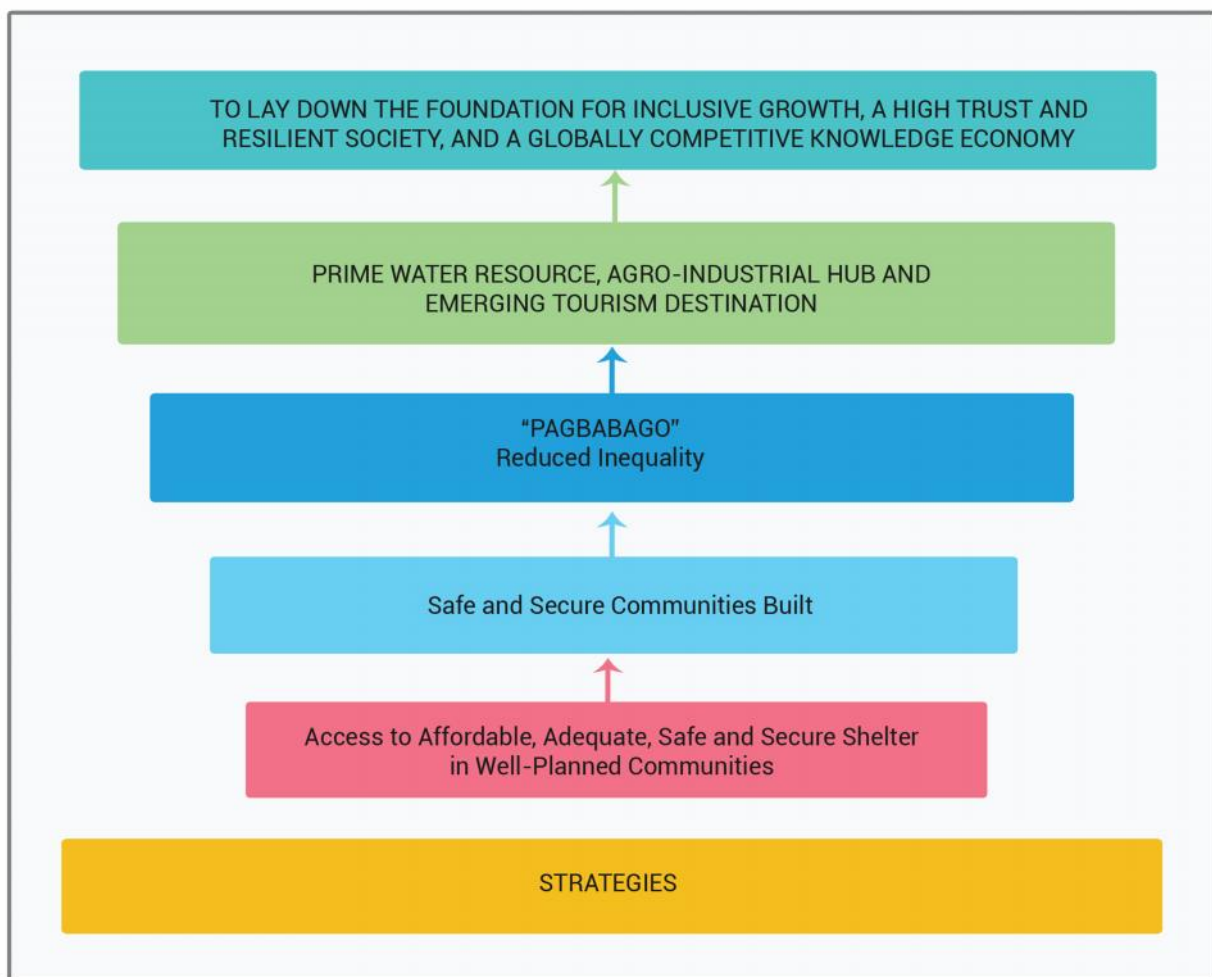 TO LAY DOWN THE FOUNDATION FOR INCLUSIVE GROWTH, A HIGH TRUST AND
RESILIENT SOCIETY, AND A GLOBALLY COMPETITIVE KNOWLEDGE ECONOMY
PRIME WATER RESOURCE, AGRO-INDUSTRIAL HUB AND
EMERGING TOURISM DESTINATION
“PAGBABAGO”
Reduced Inequality
Safe and Secure Communities Built
Access to Affordable, Adequate, Safe and Secure Shelter
in Well-Planned Communities
STRATEGIES